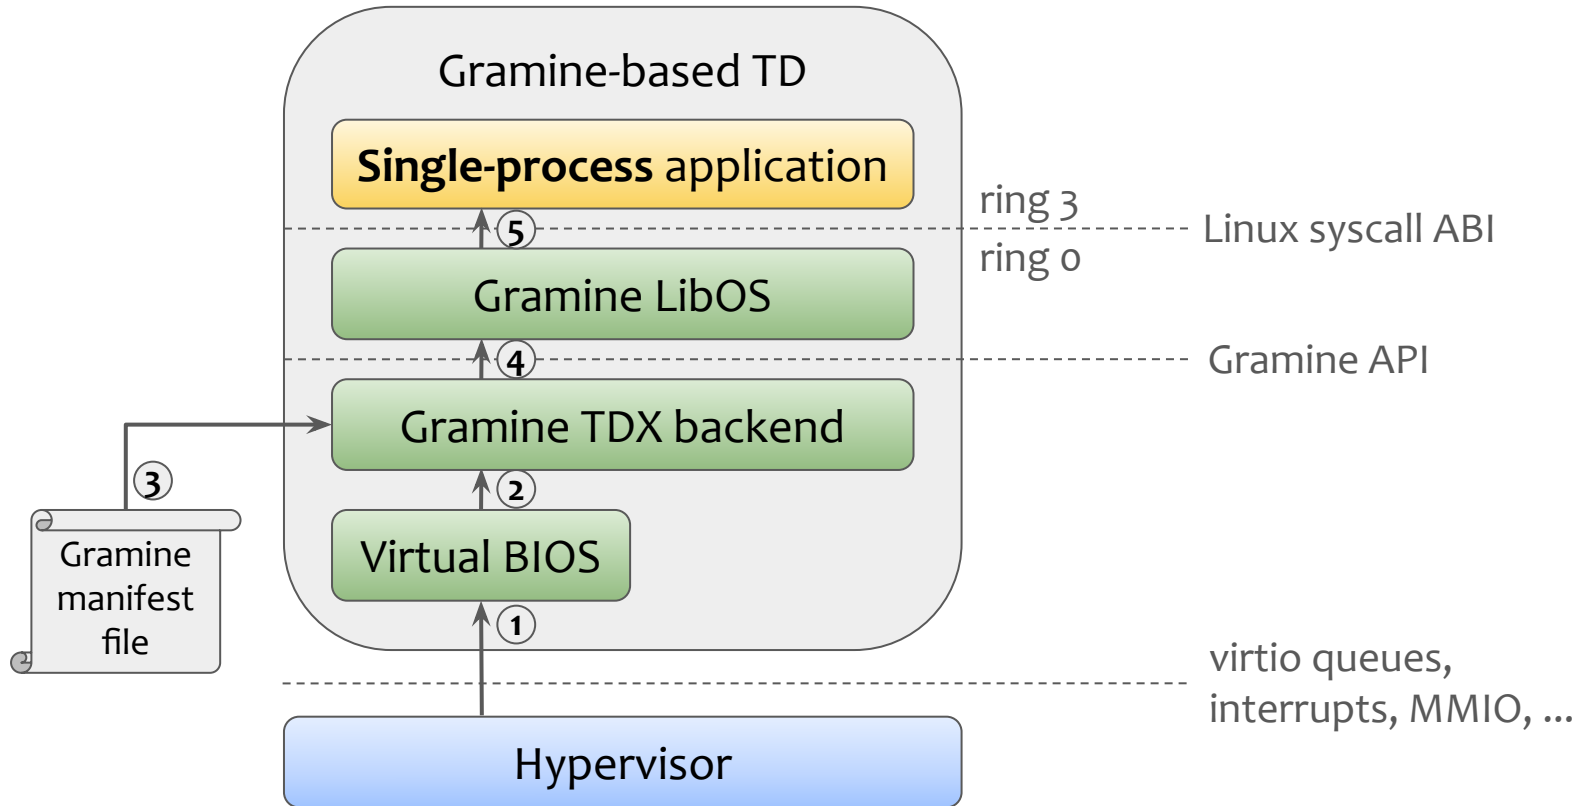 Gramine-based TD
Single-process application
5
ring 3
Linux syscall ABI
ring 0
Gramine LibOS
4
Gramine API
Gramine TDX backend
3
2
Gramine
manifest
file
Virtual BIOS
1
virtio queues,
interrupts, MMIO, ...
Hypervisor